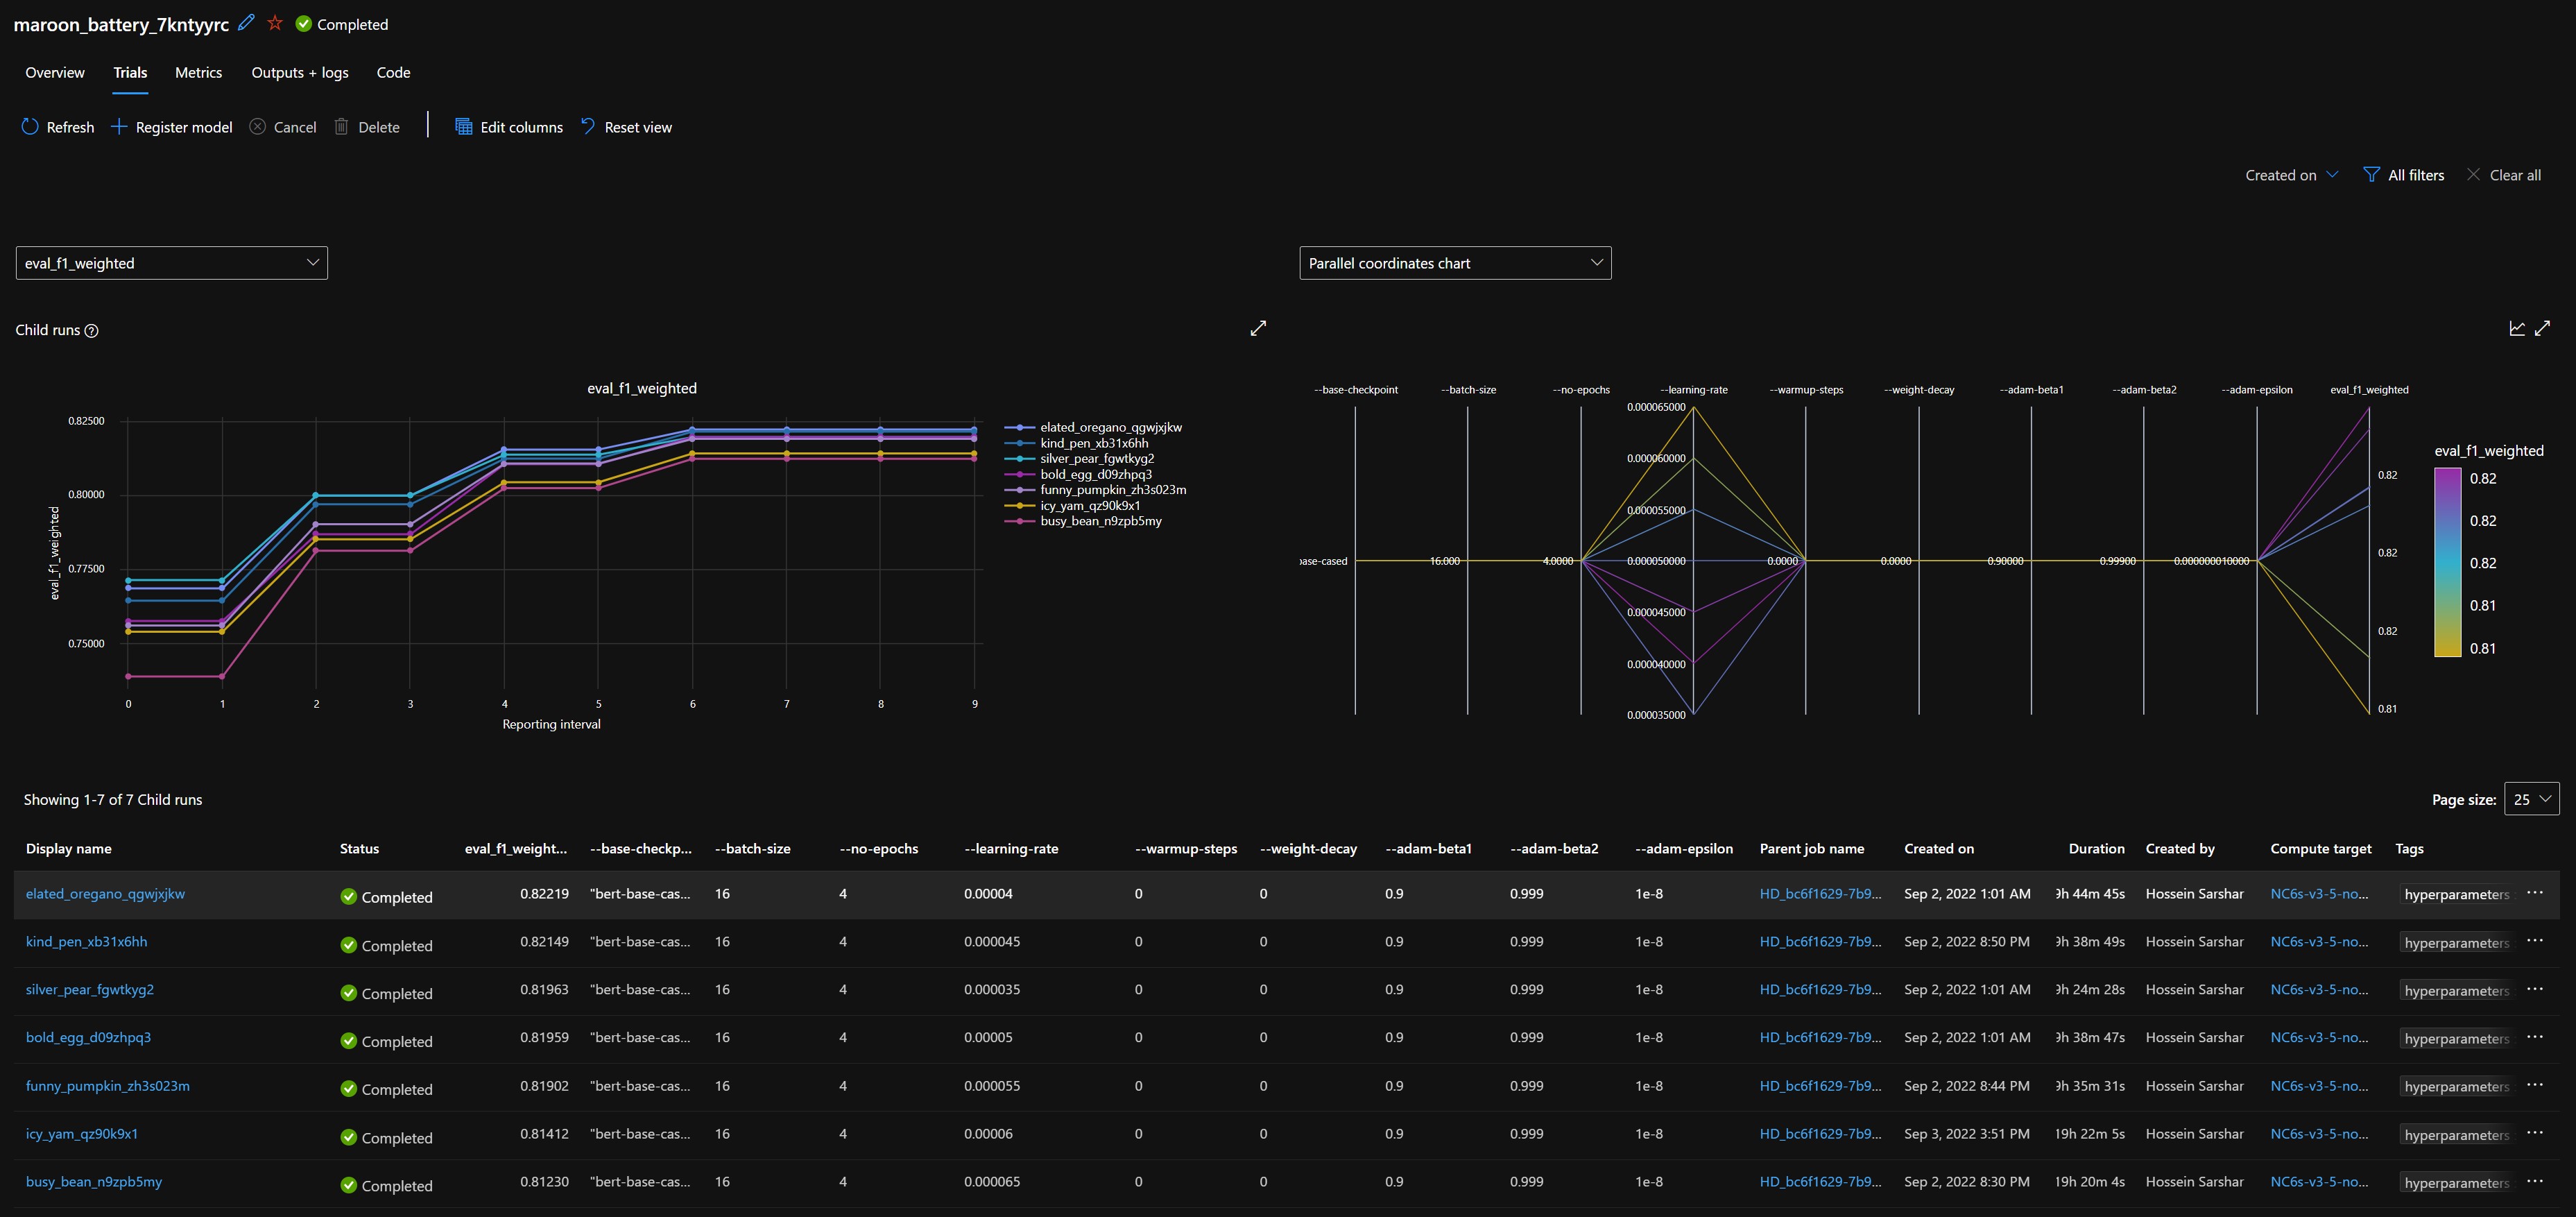 maroon_battery_7kntyyrc Completed
Overview Trials Metrics Outputs + logs Code
Refresh Register model Cancel Delete Edit columns Reset view
Created on All filters Clear all
eval_f1_weighted
Parallel coordinates chart
Child runs
eval_f1_weighted
0.82500
0.80000
0.77500
0.75000
eval_f1_weighted
0 1 2 3 4 5 6 7 8 9
Reporting interval
elated_oregano_qgwjxjkw
kind_pen_xb31x6hh
silver_pear_fgwtkyg2
bold_egg_d09zhpq3
funny_pumpkin_zh3s023m
icy_yam_qz90k9x1
busy_bean_n9zpb5my
--base-checkpoint --batch-size --no-epochs --learning-rate --warmup-steps --weight-decay --adam-beta1 --adam-beta2 --adam-epsilon eval_f1_weighted
0.000065000
0.000060000
0.000055000
ase-cased 16.000 4.0000 0.000050000 0.0000 0.0000 0.90000 0.99900 0.000000010000
0.000045000
0.000040000
0.000035000
0.82
0.82
0.82
0.81
eval_f1_weighted
0.82
0.82
0.82
0.81
0.81
Showing 1-7 of 7 Child runs
Page size: 25
Display name Status eval_f1_weight... --base-checkp... --batch-size --no-epochs --learning-rate --warmup-steps --weight-decay --adam-beta1 --adam-beta2 --adam-epsilon Parent job name Created on Duration Created by Compute target Tags
elated_oregano_qgwjxjkw Completed 0.82219 "bert-base-cas... 16 4 0.00004 0 0 0.9 0.999 1e-8 HD_bc6f1629-7b9... Sep 2, 2022 1:01 AM 9h 44m 45s Hossein Sarshar NC6s-v3-5-no... hyperparameters ...
kind_pen_xb31x6hh Completed 0.82149 "bert-base-cas... 16 4 0.000045 0 0 0.9 0.999 1e-8 HD_bc6f1629-7b9... Sep 2, 2022 8:50 PM 9h 38m 49s Hossein Sarshar NC6s-v3-5-no... hyperparameters ...
silver_pear_fgwtkyg2 Completed 0.81963 "bert-base-cas... 16 4 0.000035 0 0 0.9 0.999 1e-8 HD_bc6f1629-7b9... Sep 2, 2022 1:01 AM 9h 24m 28s Hossein Sarshar NC6s-v3-5-no... hyperparameters ...
bold_egg_d09zhpq3 Completed 0.81959 "bert-base-cas... 16 4 0.00005 0 0 0.9 0.999 1e-8 HD_bc6f1629-7b9... Sep 2, 2022 1:01 AM 9h 38m 47s Hossein Sarshar NC6s-v3-5-no... hyperparameters ...
funny_pumpkin_zh3s023m Completed 0.81902 "bert-base-cas... 16 4 0.000055 0 0 0.9 0.999 1e-8 HD_bc6f1629-7b9... Sep 2, 2022 8:44 PM 9h 35m 31s Hossein Sarshar NC6s-v3-5-no... hyperparameters ...
icy_yam_qz90k9x1 Completed 0.81412 "bert-base-cas... 16 4 0.00006 0 0 0.9 0.999 1e-8 HD_bc6f1629-7b9... Sep 3, 2022 3:51 PM 19h 22m 5s Hossein Sarshar NC6s-v3-5-no... hyperparameters ...
busy_bean_n9zpb5my Completed 0.81230 "bert-base-cas... 16 4 0.000065 0 0 0.9 0.999 1e-8 HD_bc6f1629-7b9... Sep 2, 2022 8:30 PM 19h 20m 4s Hossein Sarshar NC6s-v3-5-no... hyperparameters ...